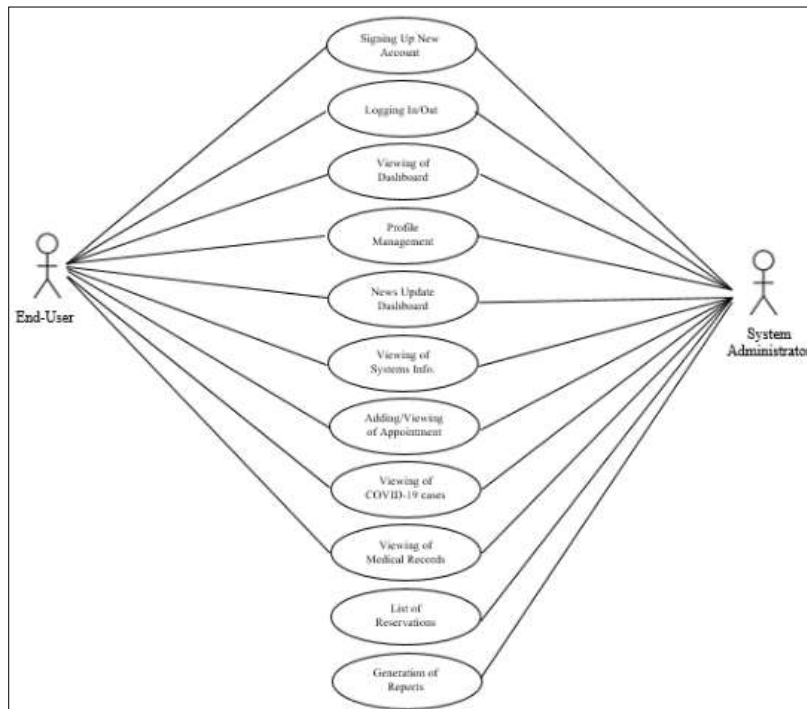 Signing Up New
Account
Logging In/Out
Viewing of
Dashboard
Profile
Management
News Update
Dashboard
End-User
System
Administrato
Viewing of
Systems Info.
Adding/Viewing
of Appointment
Viewing of
COVID-19 cases
Viewing of
Medical Records
List of
Reservations
Generation of
Reports